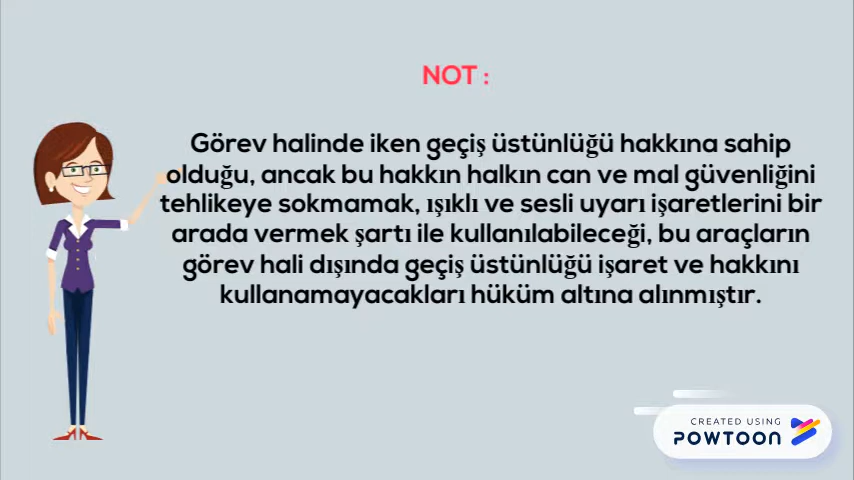 NOT :
Görev halinde iken geçiş üstünlüğü hakkına sahip
olduğu, ancak bu hakkın halkın can ve mal güvenliğini
tehlikeye sokmamak, ışıklı ve sesli uyarı işaretlerini bir
arada vermek şartı ile kullanılabileceği, bu araçların
görev hali dışında geçiş üstünlüğü işaret ve hakkını
kullanamayacakları hüküm altına alınmıştır.
CREATED USING
POWTOON